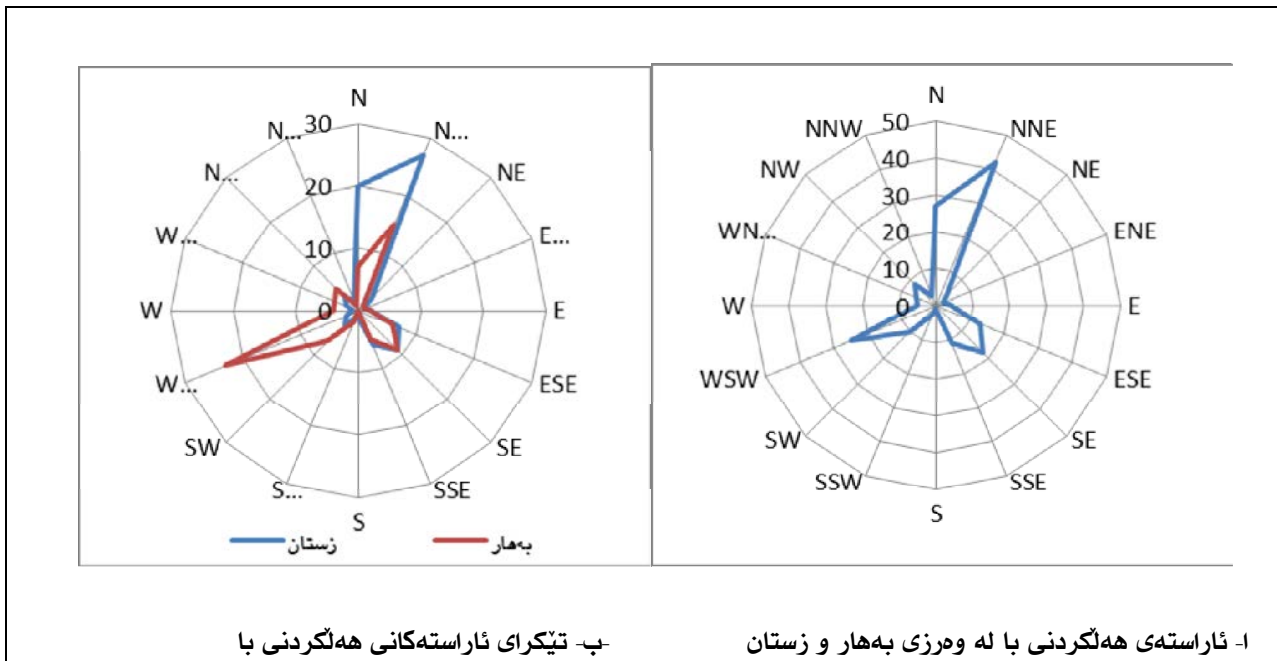 N
N...
NE
E...
E
ESE
SE
SSE
S
S...
SW
W...
W
W...
N...
N...
30
20
10
0
زستان
بەهار
N
NNE
NE
ENE
E
ESE
SE
SSE
S
SSW
SW
WSW
W
WN...
NW
NNW
50
40
30
20
10
0
ا- ئاراستەی هەڵکردنی با لە وەرزی بەهار و زستان
-ب- تێکرای ئاراستەکانی هەڵکردنی با